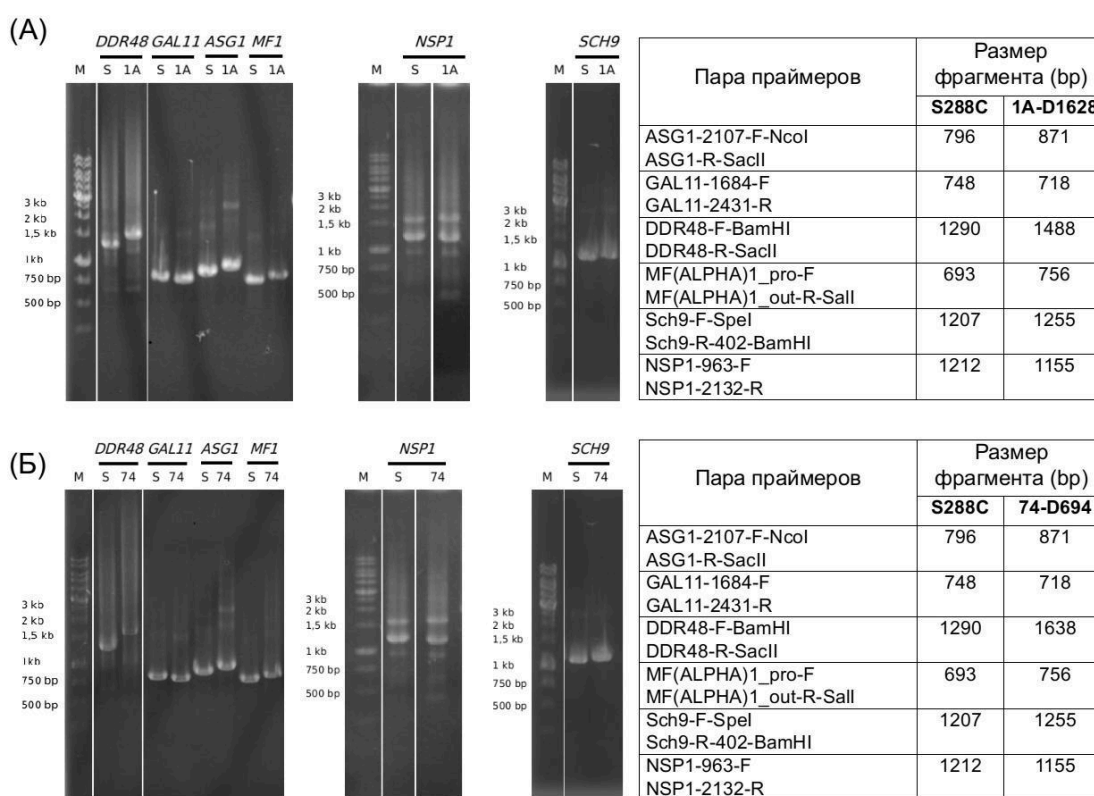 (А)
DDR48 GAL11 ASG1 MF1
M S 1A S 1A S 1A S 1A
3 kb
2 kb
1,5 kb
1kb
750 bp
500 bp
NSP1
M S 1A
3 kb
2 kb
1,5 kb
1 kb
750 bp
500 bp
SCH9
M S 1A
3 kb
2 kb
1,5 kb
1 kb
750 bp
500 bp
Пара праймеров
Размер
фрагмента (bp)
S288C 1A-D1628
ASG1-2107-F-NcoI 796 871
ASG1-R-SacII
GAL11-1684-F 748 718
GAL11-2431-R
DDR48-F-BamHI 1290 1488
DDR48-R-SacII
MF(ALPHA)1_pro-F 693 756
MF(ALPHA)1_out-R-SalI
Sch9-F-SpeI 1207 1255
Sch9-R-402-BamHI
NSP1-963-F 1212 1155
NSP1-2132-R
(Б)
DDR48 GAL11 ASG1 MF1
M S 74 S 74 S 74 S 74
3 kb
2 kb
1,5 kb
1kb
750 bp
500 bp
NSP1
M S 74
3 kb
2 kb
1,5 kb
1 kb
750 bp
500 bp
SCH9
M S 74
3 kb
2 kb
1,5 kb
1 kb
750 bp
500 bp
Пара праймеров
Размер
фрагмента (bp)
S288C 74-D694
ASG1-2107-F-NcoI 796 871
ASG1-R-SacII
GAL11-1684-F 748 718
GAL11-2431-R
DDR48-F-BamHI 1290 1638
DDR48-R-SacII
MF(ALPHA)1_pro-F 693 756
MF(ALPHA)1_out-R-SalI
Sch9-F-SpeI 1207 1255
Sch9-R-402-BamHI
NSP1-963-F 1212 1155
NSP1-2132-R